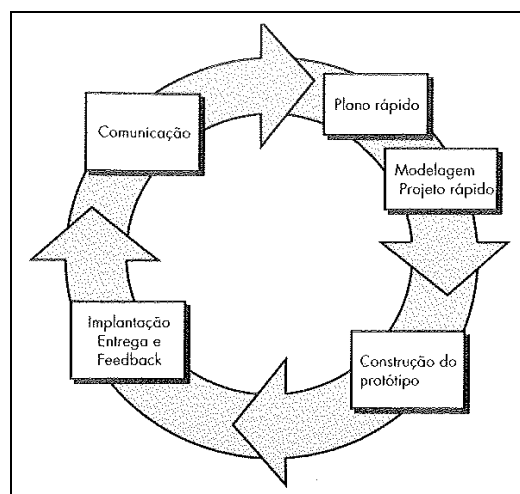 Comunicação
Plano rápido
Modelagem
Projeto rápido
Construção do
protótipo
Implantação
Entrega e
Feedback